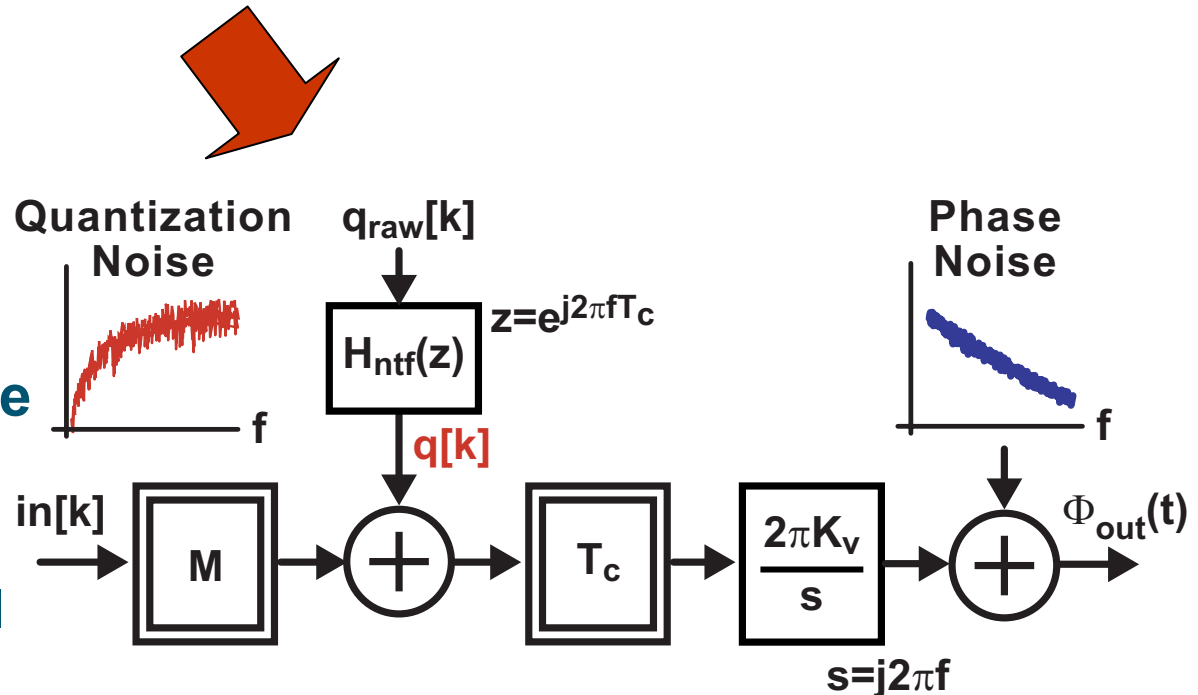 Quantization
Noise
f
q_raw[k]
H_ntf(z)
z=e^j2πfT_c
q[k]
Phase
Noise
f
e
in[k]
M
+
T_c
2πK_v
s
s=j2πf
+
Φ_out(t)